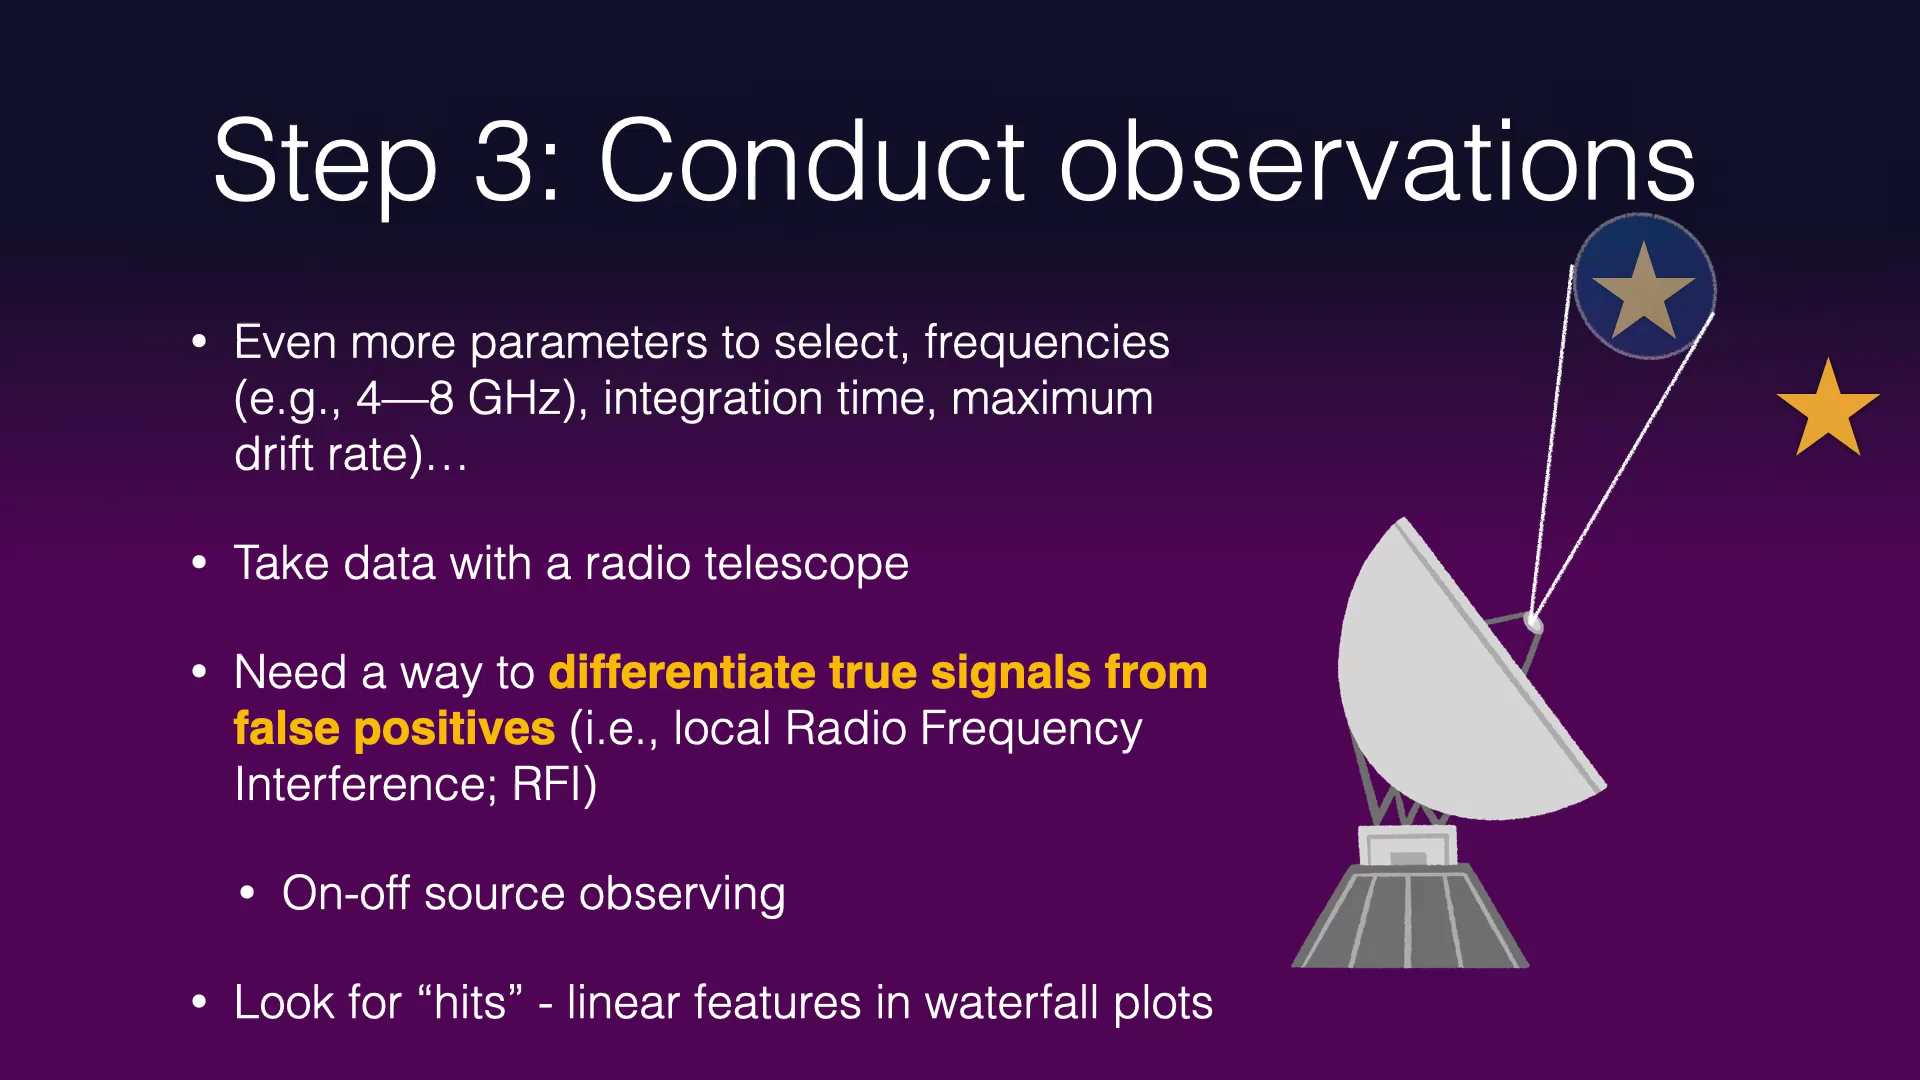 Step 3: Conduct observations
• Even more parameters to select, frequencies
(e.g., 4—8 GHz), integration time, maximum
drift rate)…
• Take data with a radio telescope
• Need a way to differentiate true signals from
false positives (i.e., local Radio Frequency
Interference; RFI)
• On-off source observing
• Look for “hits” - linear features in waterfall plots